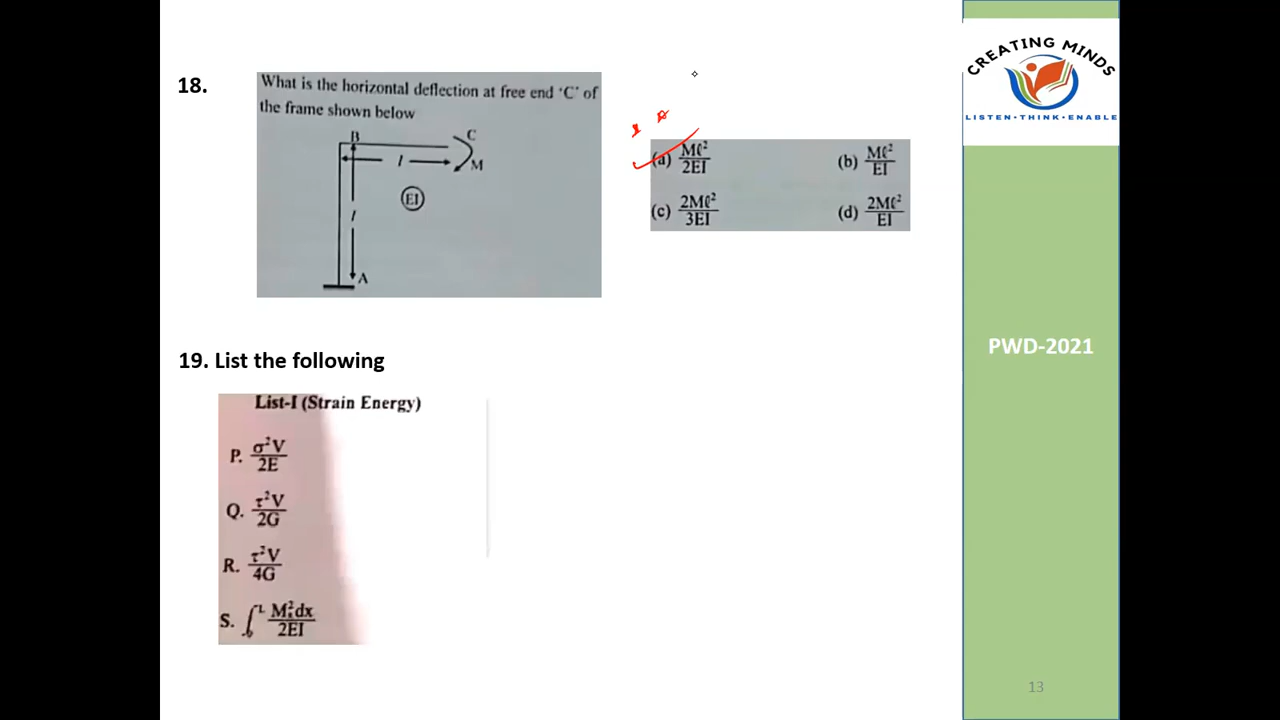 CREATING MINDS
LISTEN•THINK•ENABLE
18.
What is the horizontal deflection at free end ‘C’ of
the frame shown below
B
C
l
M
EI
l
A
(a) Mℓ²/2EI
(b) Mℓ²/EI
(c) 2Mℓ²/3EI
(d) 2Mℓ²/EI
PWD-2021
19. List the following
List-I (Strain Energy)
P. σ²V/2E
Q. τ²V/2G
R. τ²V/4G
S. ∫₀ᴸ Mₓ²dx/2EI
13